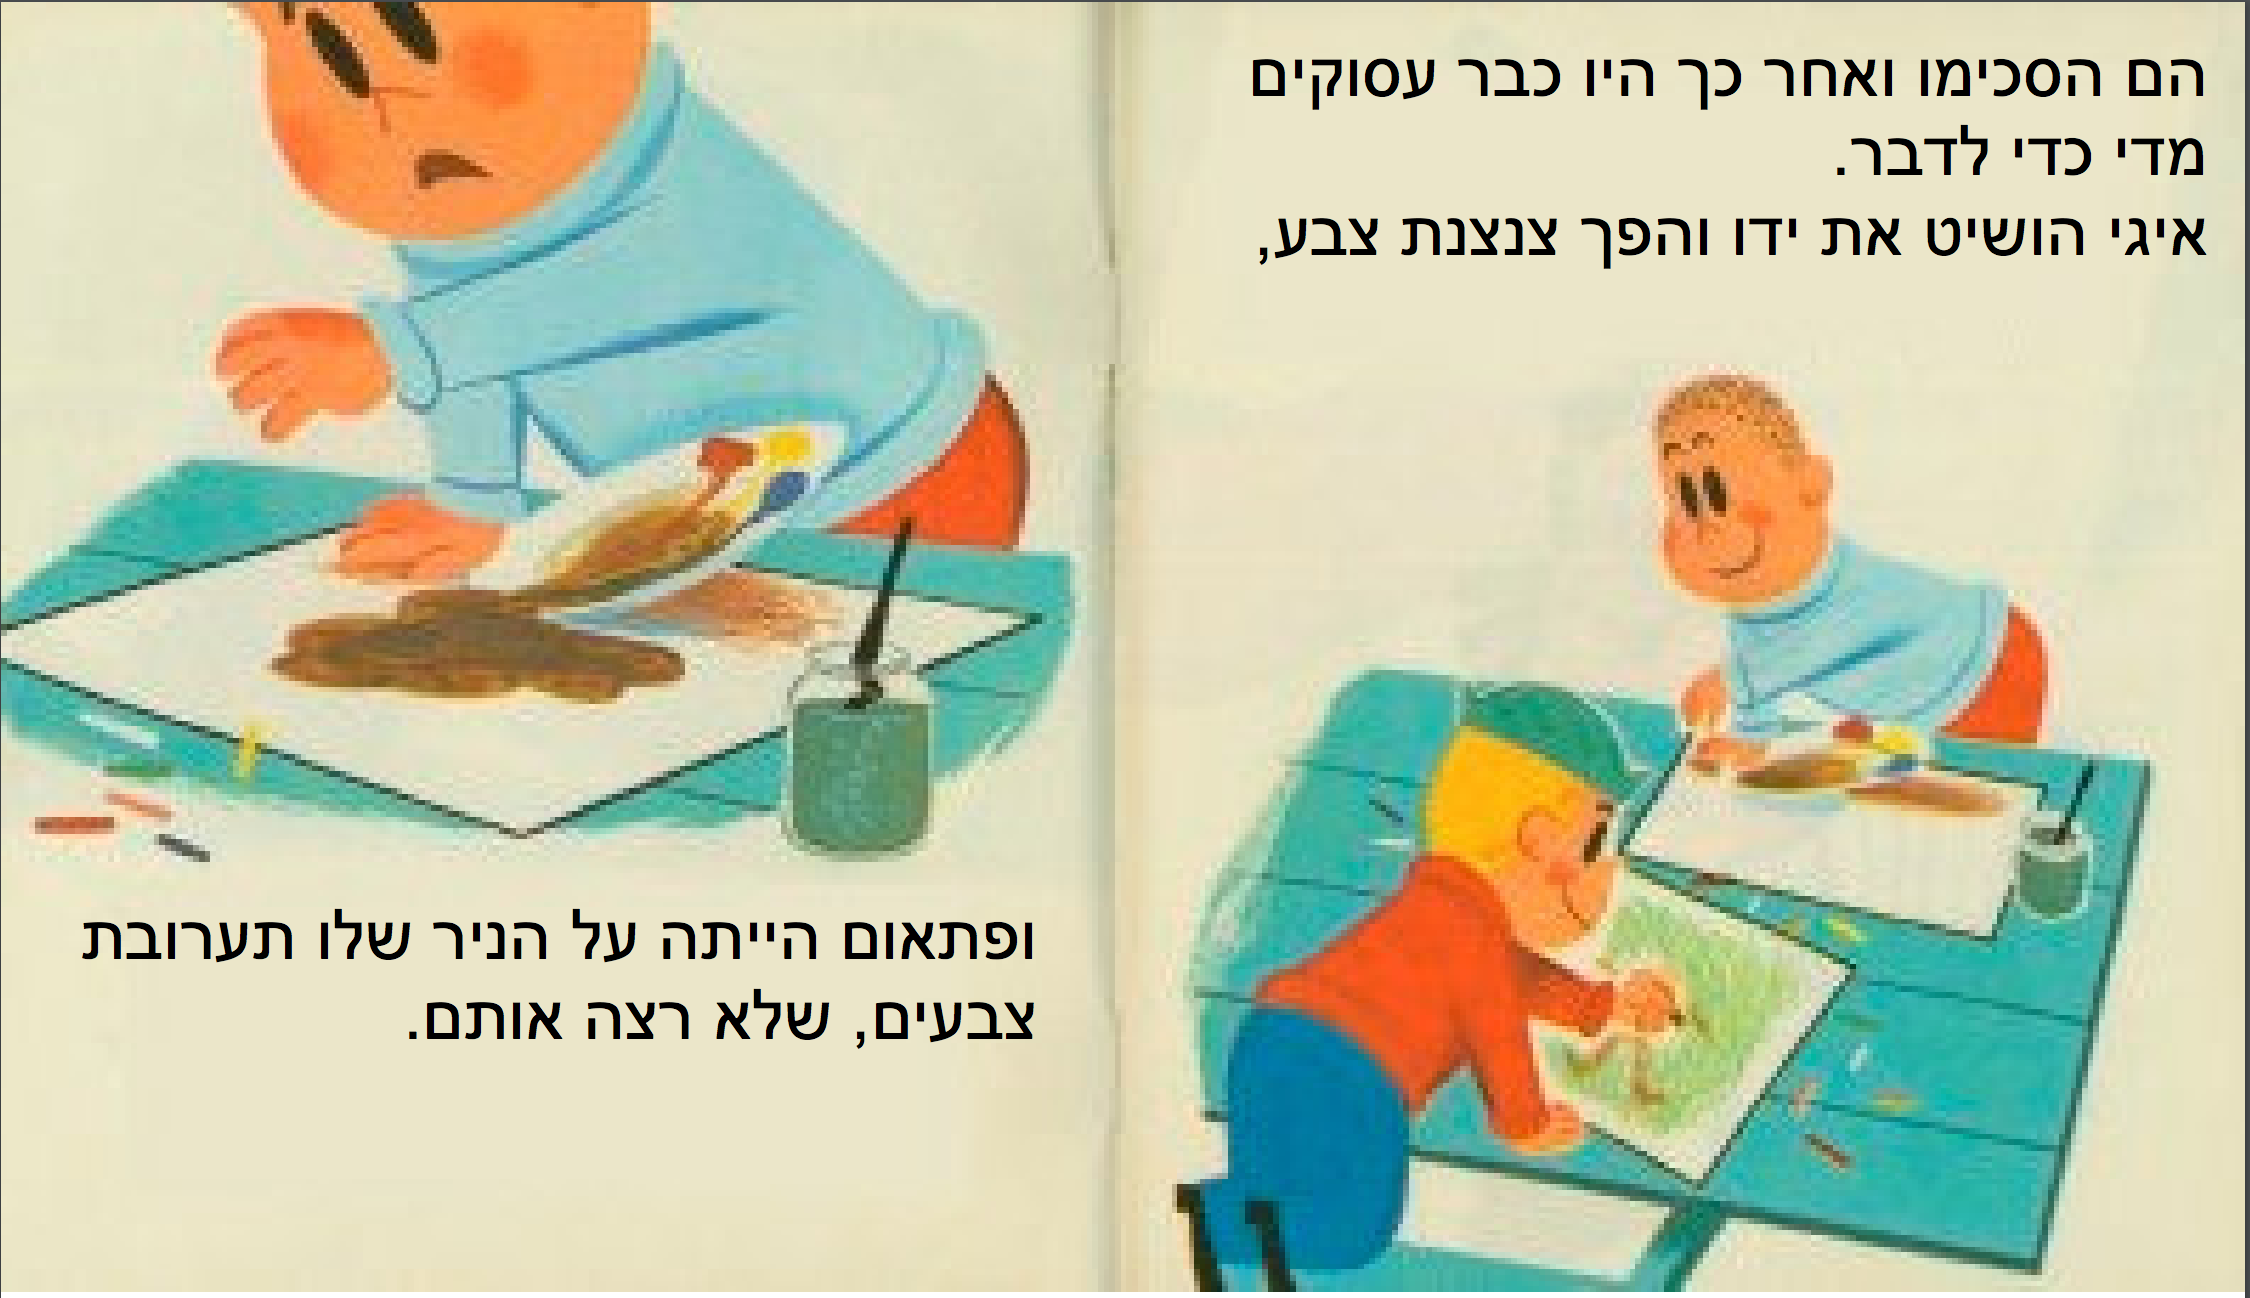 הם הסכימו ואחר כך היו כבר עסוקים
מדי כדי לדבר.
איגי הושיט את ידו והפך צנצנת צבע,
ופתאום הייתה על הניר שלו תערובת
צבעים, שלא רצה אותם.